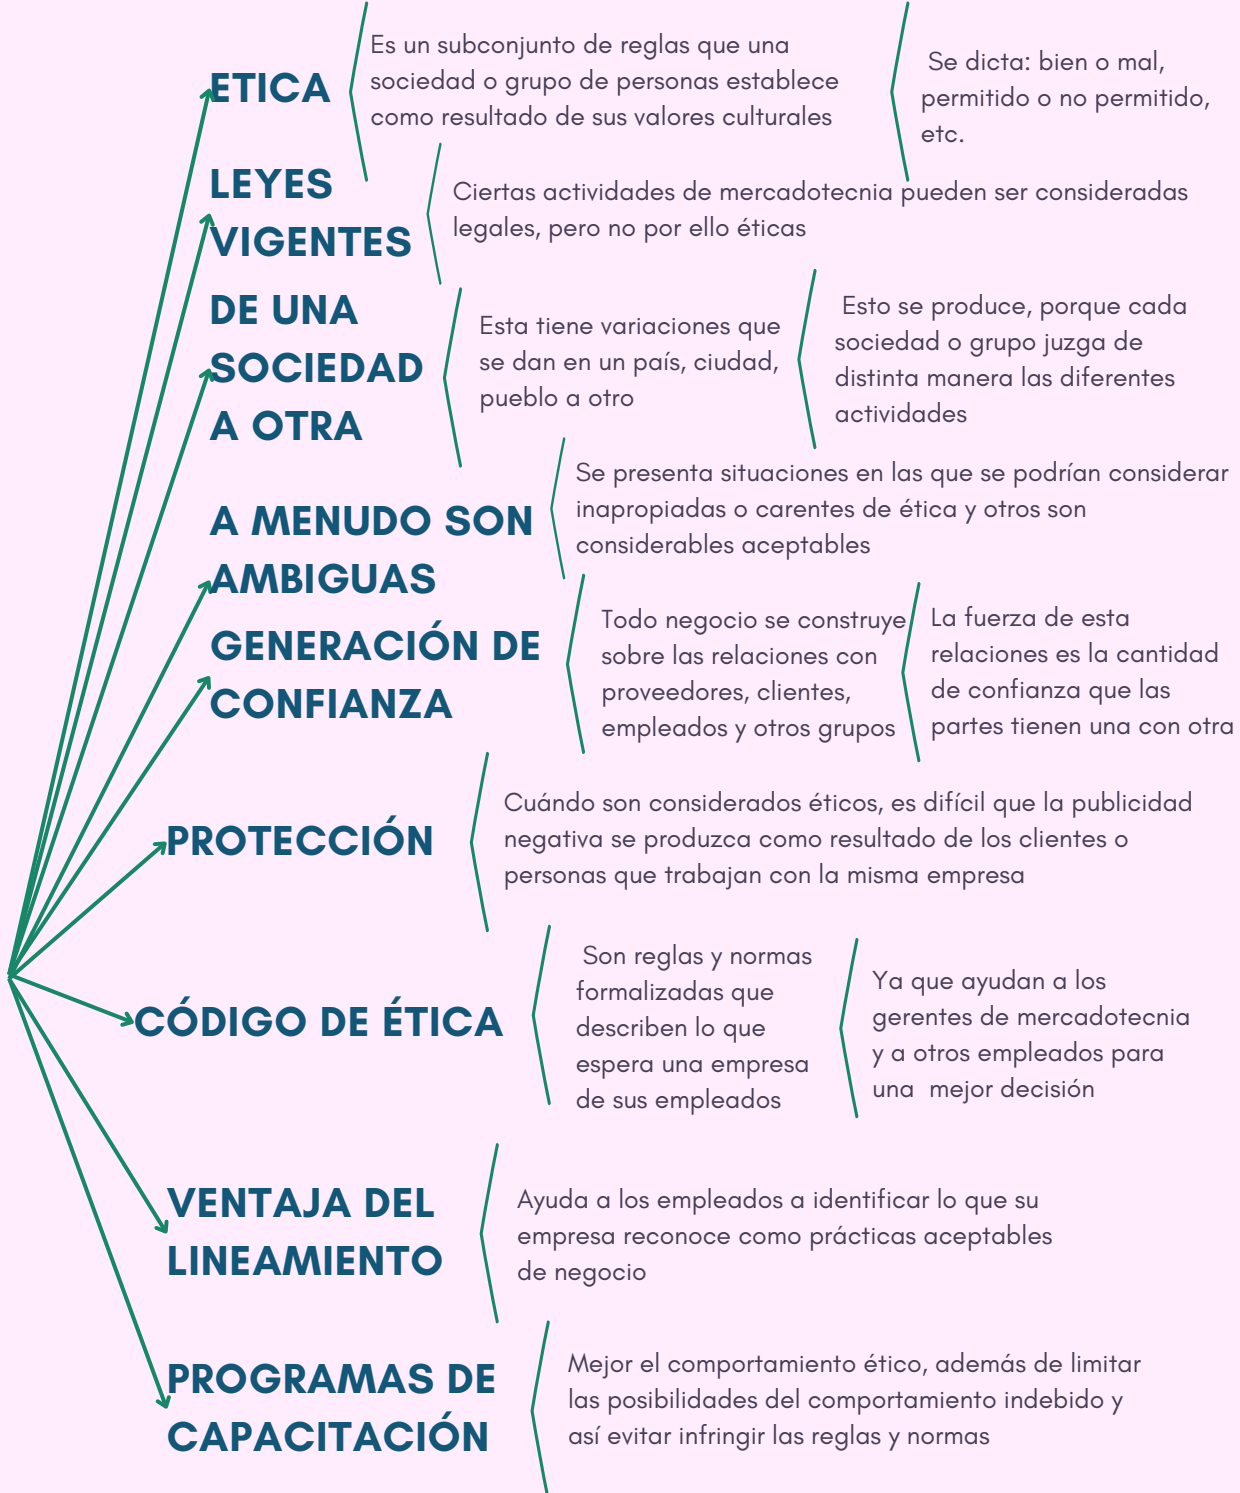 ETICA
Es un subconjunto de reglas que una
sociedad o grupo de personas establece
como resultado de sus valores culturales
Se dicta: bien o mal,
permitido o no permitido,
etc.
LEYES
VIGENTES
Ciertas actividades de mercadotecnia pueden ser consideradas
legales, pero no por ello éticas
DE UNA
SOCIEDAD
A OTRA
Esta tiene variaciones que
se dan en un país, ciudad,
pueblo a otro
Esto se produce, porque cada
sociedad o grupo juzga de
distinta manera las diferentes
actividades
A MENUDO SON
AMBIGUAS
Se presenta situaciones en las que se podrían considerar
inapropiadas o carentes de ética y otros son
considerables aceptables
GENERACIÓN DE
CONFIANZA
Todo negocio se construye
sobre las relaciones con
proveedores, clientes,
empleados y otros grupos
La fuerza de esta
relaciones es la cantidad
de confianza que las
partes tienen una con otra
PROTECCIÓN
Cuándo son considerados éticos, es difícil que la publicidad
negativa se produzca como resultado de los clientes o
personas que trabajan con la misma empresa
CÓDIGO DE ÉTICA
Son reglas y normas
formalizadas que
describen lo que
espera una empresa
de sus empleados
Ya que ayudan a los
gerentes de mercadotecnia
y a otros empleados para
una mejor decisión
VENTAJA DEL
LINEAMIENTO
Ayuda a los empleados a identificar lo que su
empresa reconoce como prácticas aceptables
de negocio
PROGRAMAS DE
CAPACITACIÓN
Mejor el comportamiento ético, además de limitar
las posibilidades del comportamiento indebido y
así evitar infringir las reglas y normas